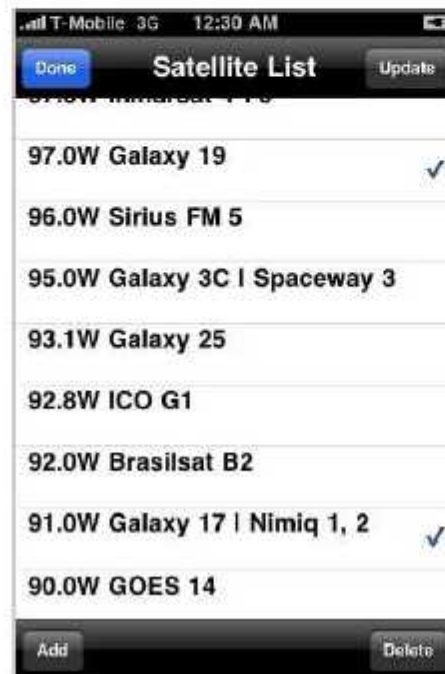 T-Mobile 3G 12:30 AM
Done Satellite List Update
97.0W Galaxy 19
96.0W Sirius FM 5
95.0W Galaxy 3C | Spaceway 3
93.1W Galaxy 25
92.8W ICO G1
92.0W Brasilsat B2
91.0W Galaxy 17 | Nimiq 1, 2
90.0W GOES 14
Add Delete